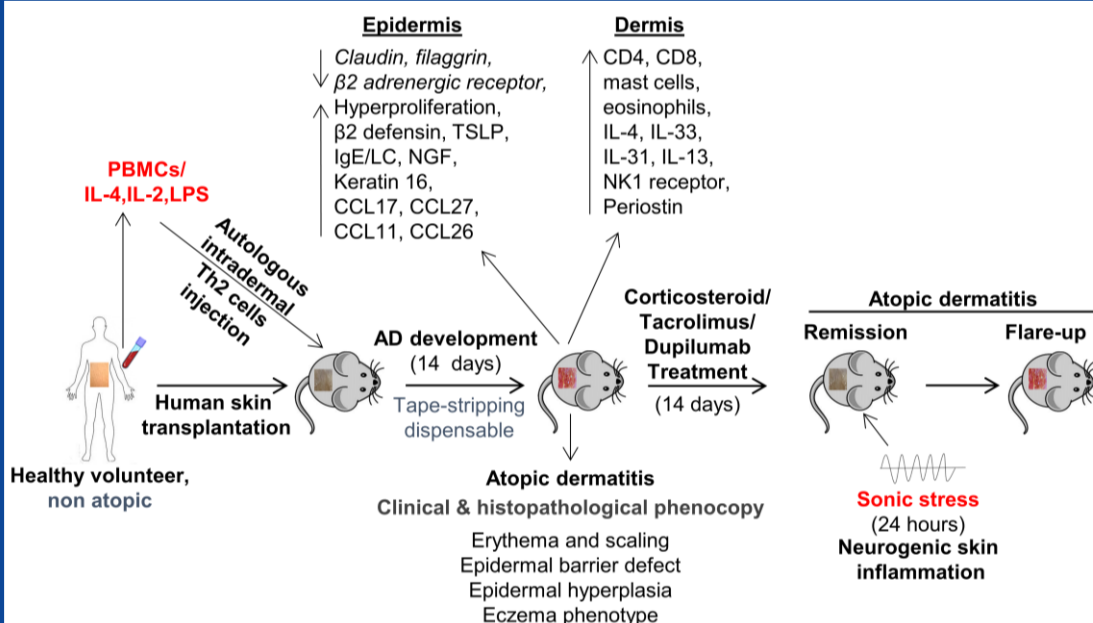 Epidermis
Claudin, filaggrin,
β2 adrenergic receptor,
Hyperproliferation,
β2 defensin, TSLP,
IgE/LC, NGF,
Keratin 16,
CCL17, CCL27,
CCL11, CCL26
Dermis
CD4, CD8,
mast cells,
eosinophils,
IL-4, IL-33,
IL-31, IL-13,
NK1 receptor,
Periostin
PBMCs/
IL-4,IL-2,LPS
Autologous
intradermal
Th2 cells
injection
Healthy volunteer,
non atopic
Human skin
transplantation
AD development
(14 days)
Tape-stripping
dispensable
Atopic dermatitis
Clinical & histopathological phenocopy
Erythema and scaling
Epidermal barrier defect
Epidermal hyperplasia
Eczema phenotype
Corticosteroid/
Tacrolimus/
Dupilumab
Treatment
(14 days)
Atopic dermatitis
Remission
Flare-up
Sonic stress
(24 hours)
Neurogenic skin
inflammation